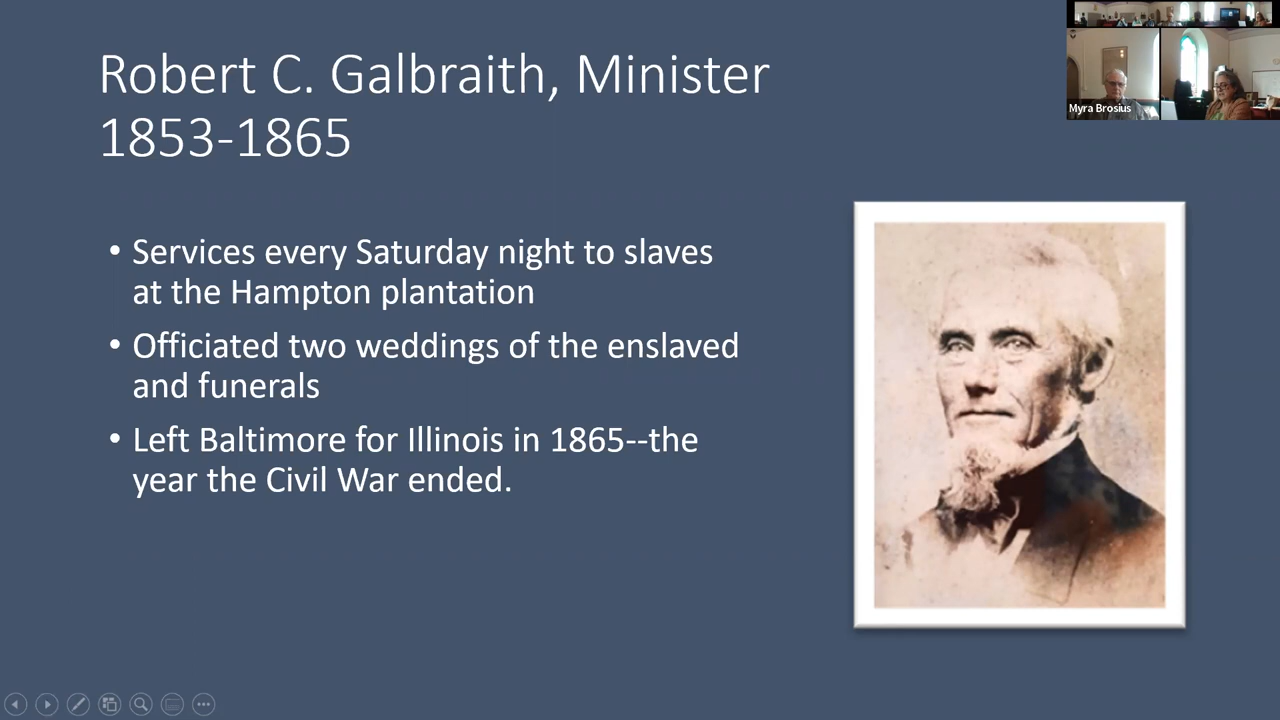 Robert C. Galbraith, Minister
1853-1865
• Services every Saturday night to slaves
at the Hampton plantation
• Officiated two weddings of the enslaved
and funerals
• Left Baltimore for Illinois in 1865--the
year the Civil War ended.
Myra Brosius